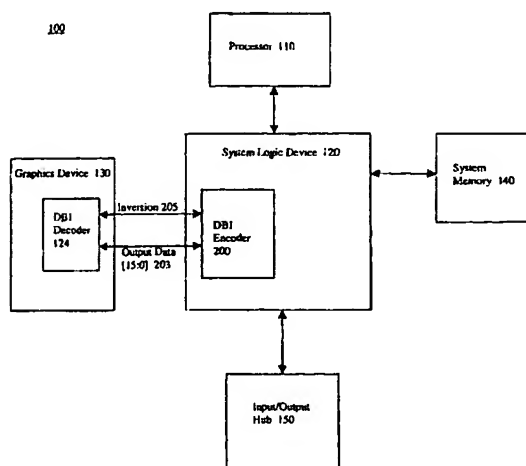 100
Processor 110
System Logic Device 120
System
Memory 140
Graphics Device 130
DBI
Decoder
124
Inversion 205
Output Data
[15:0] 203
DBI
Encoder
200
Input/Output
Hub 150